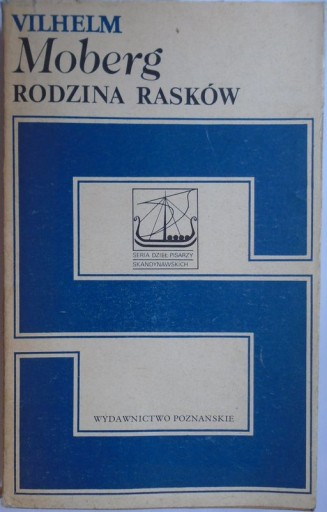 VILHELM
Moberg
RODZINA RASKÓW
SERIA DZIEŁ PISARZY
SKANDYNAWSKICH
WYDAWNICTWO POZNAŃSKIE